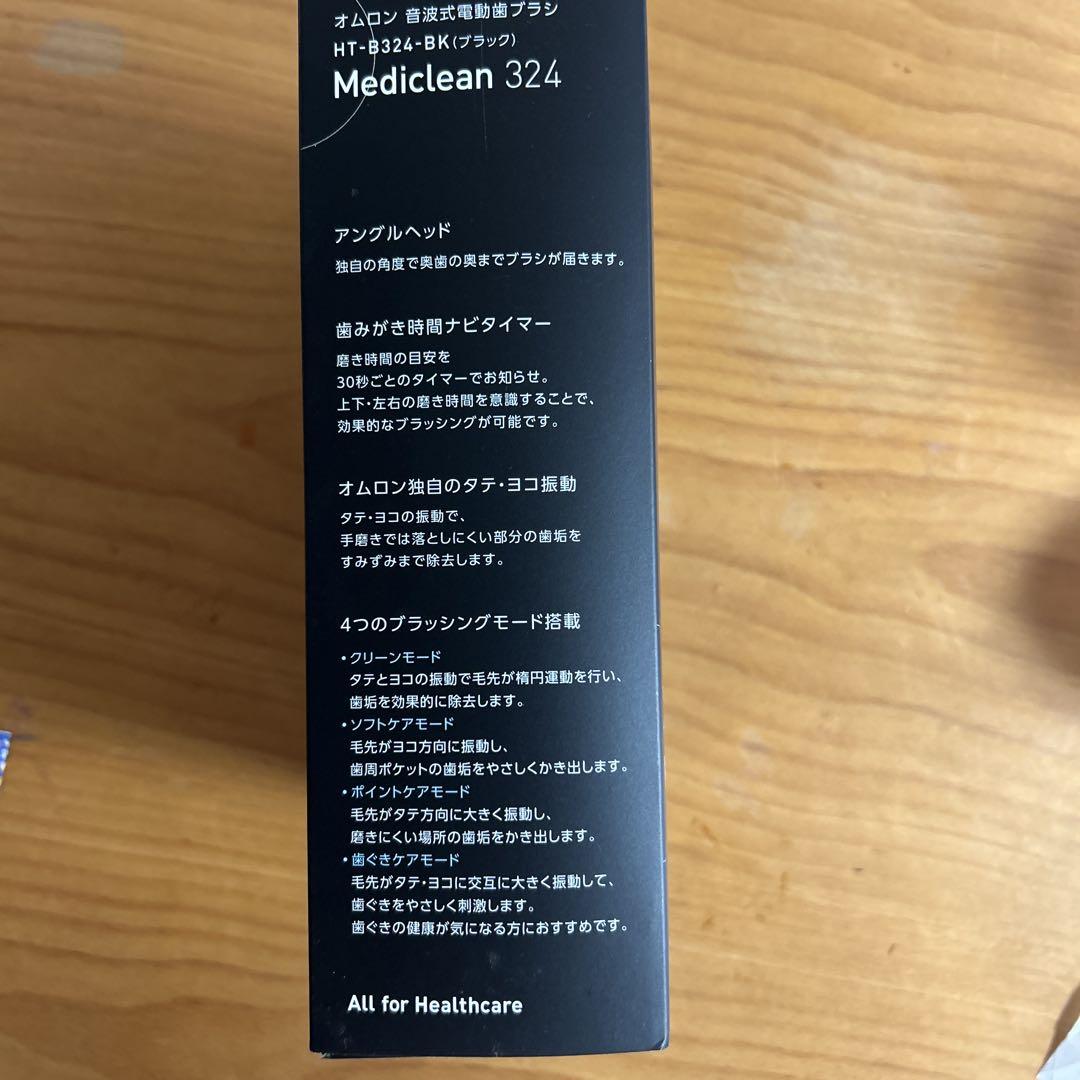 オムロン 音波式電動歯ブラシ
HT-B324-BK(ブラック)
Mediclean 324
アングルヘッド
独自の角度で奥歯の奥までブラシが届きます。
歯みがき時間ナビタイマー
磨き時間の目安を
30秒ごとのタイマーでお知らせ。
上下・左右の磨き時間を意識することで、
効果的なブラッシングが可能です。
オムロン独自のタテ・ヨコ振動
タテ・ヨコの振動で、
手磨きでは落としにくい部分の歯垢を
すみずみまで除去します。
4つのブラッシングモード搭載
・クリーンモード
タテとヨコの振動で毛先が楕円運動を行い、
歯垢を効果的に除去します。
・ソフトケアモード
毛先がヨコ方向に振動し、
歯周ポケットの歯垢をやさしくかき出します。
・ポイントケアモード
毛先がタテ方向に大きく振動し、
磨きにくい場所の歯垢をかき出します。
・歯ぐきケアモード
毛先がタテ・ヨコに交互に大きく振動して、
歯ぐきをやさしく刺激します。
歯ぐきの健康が気になる方におすすめです。
All for Healthcare